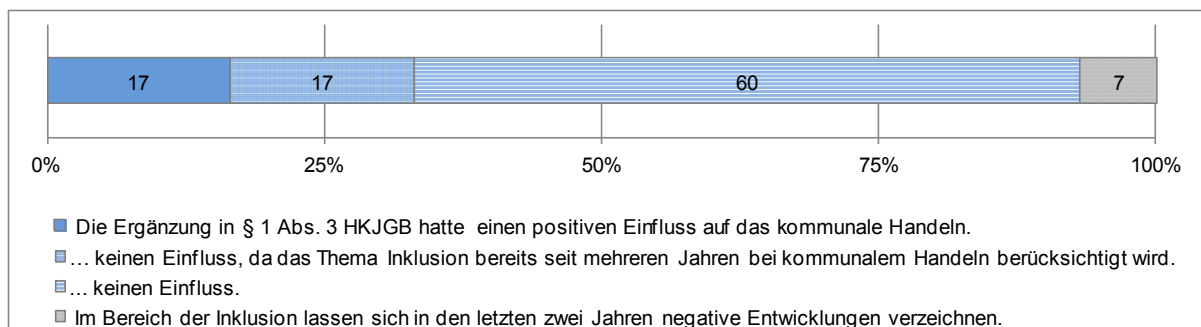 17 17 60 7
0% 25% 50% 75% 100%
Die Ergänzung in § 1 Abs. 3 HKJGB hatte einen positiven Einfluss auf das kommunale Handeln.
... keinen Einfluss, da das Thema Inklusion bereits seit mehreren Jahren bei kommunalem Handeln berücksichtigt wird.
... keinen Einfluss.
Im Bereich der Inklusion lassen sich in den letzten zwei Jahren negative Entwicklungen verzeichnen.